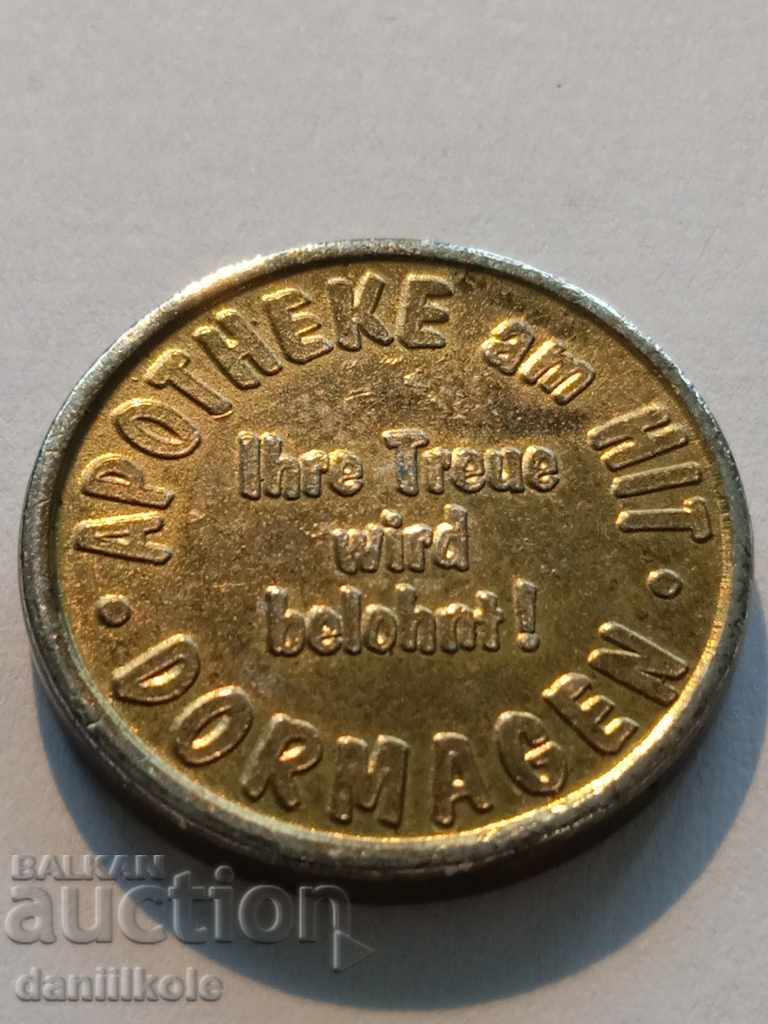 APOTHEKE am HIT
Ihre Treue
wird
belohnt!
• DORMAGEN •
BALKAN
auction
daniilkole